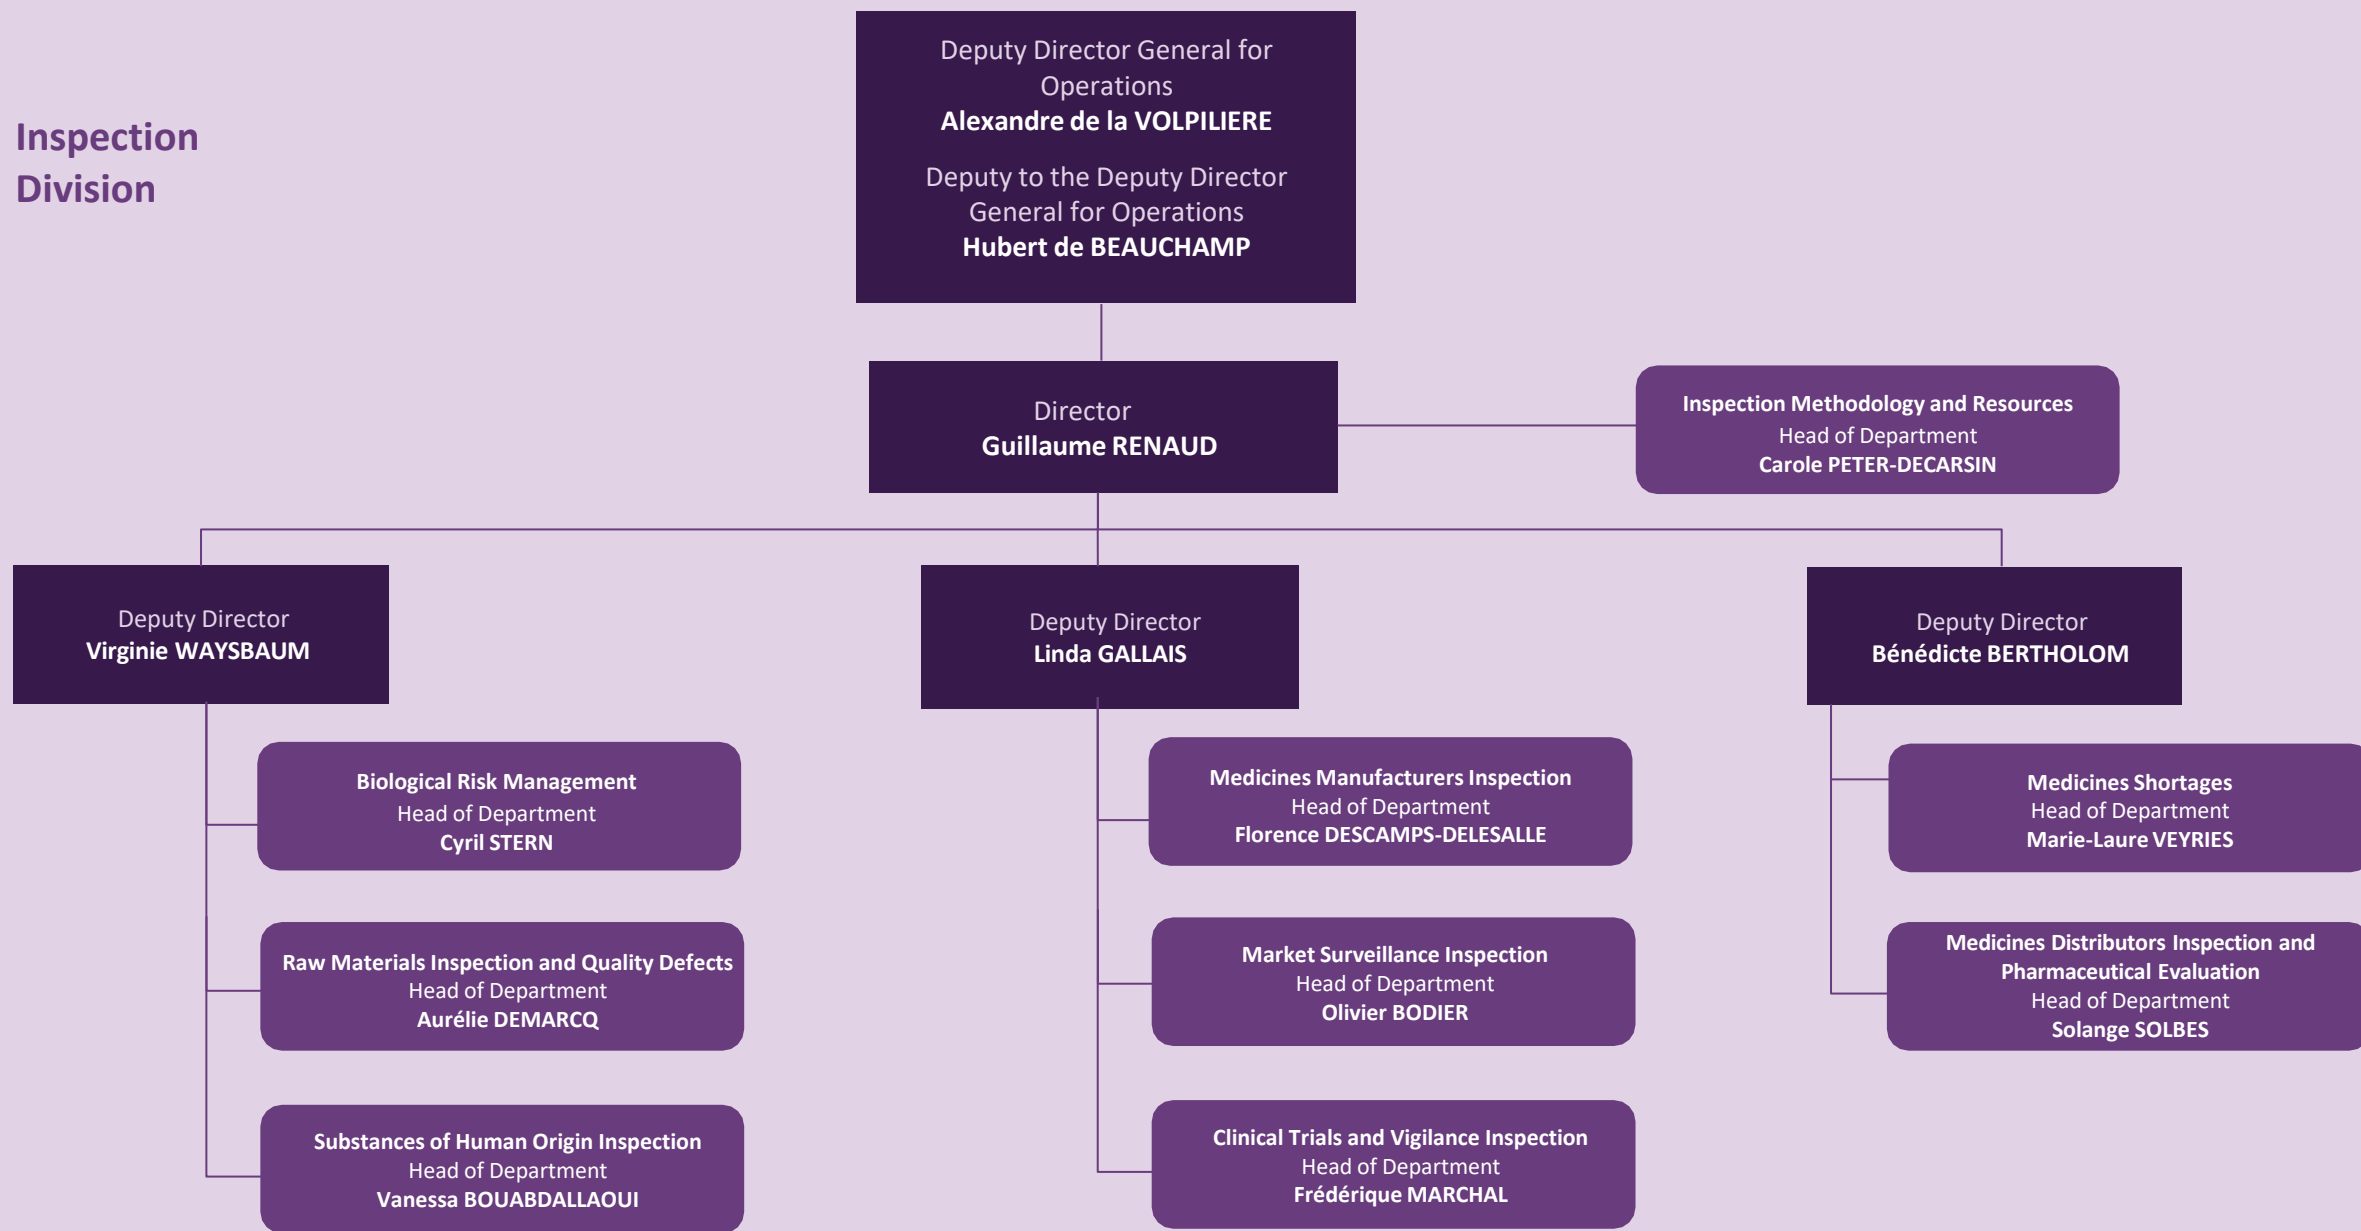 Deputy Director General for
Operations
Alexandre de la VOLPILIERE
Deputy to the Deputy Director
General for Operations
Hubert de BEAUCHAMP
Inspection
Division
Director
Guillaume RENAUD
Inspection Methodology and Resources
Head of Department
Carole PETER-DECARSIN
Deputy Director
Virginie WAYSBAUM
Biological Risk Management
Head of Department
Cyril STERN
Raw Materials Inspection and Quality Defects
Head of Department
Aurélie DEMARCQ
Substances of Human Origin Inspection
Head of Department
Vanessa BOUABDALLAOUI
Deputy Director
Linda GALLAIS
Medicines Manufacturers Inspection
Head of Department
Florence DESCAMPS-DELESALLE
Market Surveillance Inspection
Head of Department
Olivier BODIER
Clinical Trials and Vigilance Inspection
Head of Department
Frédérique MARCHAL
Deputy Director
Bénédicte BERTHOLOM
Medicines Shortages
Head of Department
Marie-Laure VEYRIES
Medicines Distributors Inspection and
Pharmaceutical Evaluation
Head of Department
Solange SOLBES